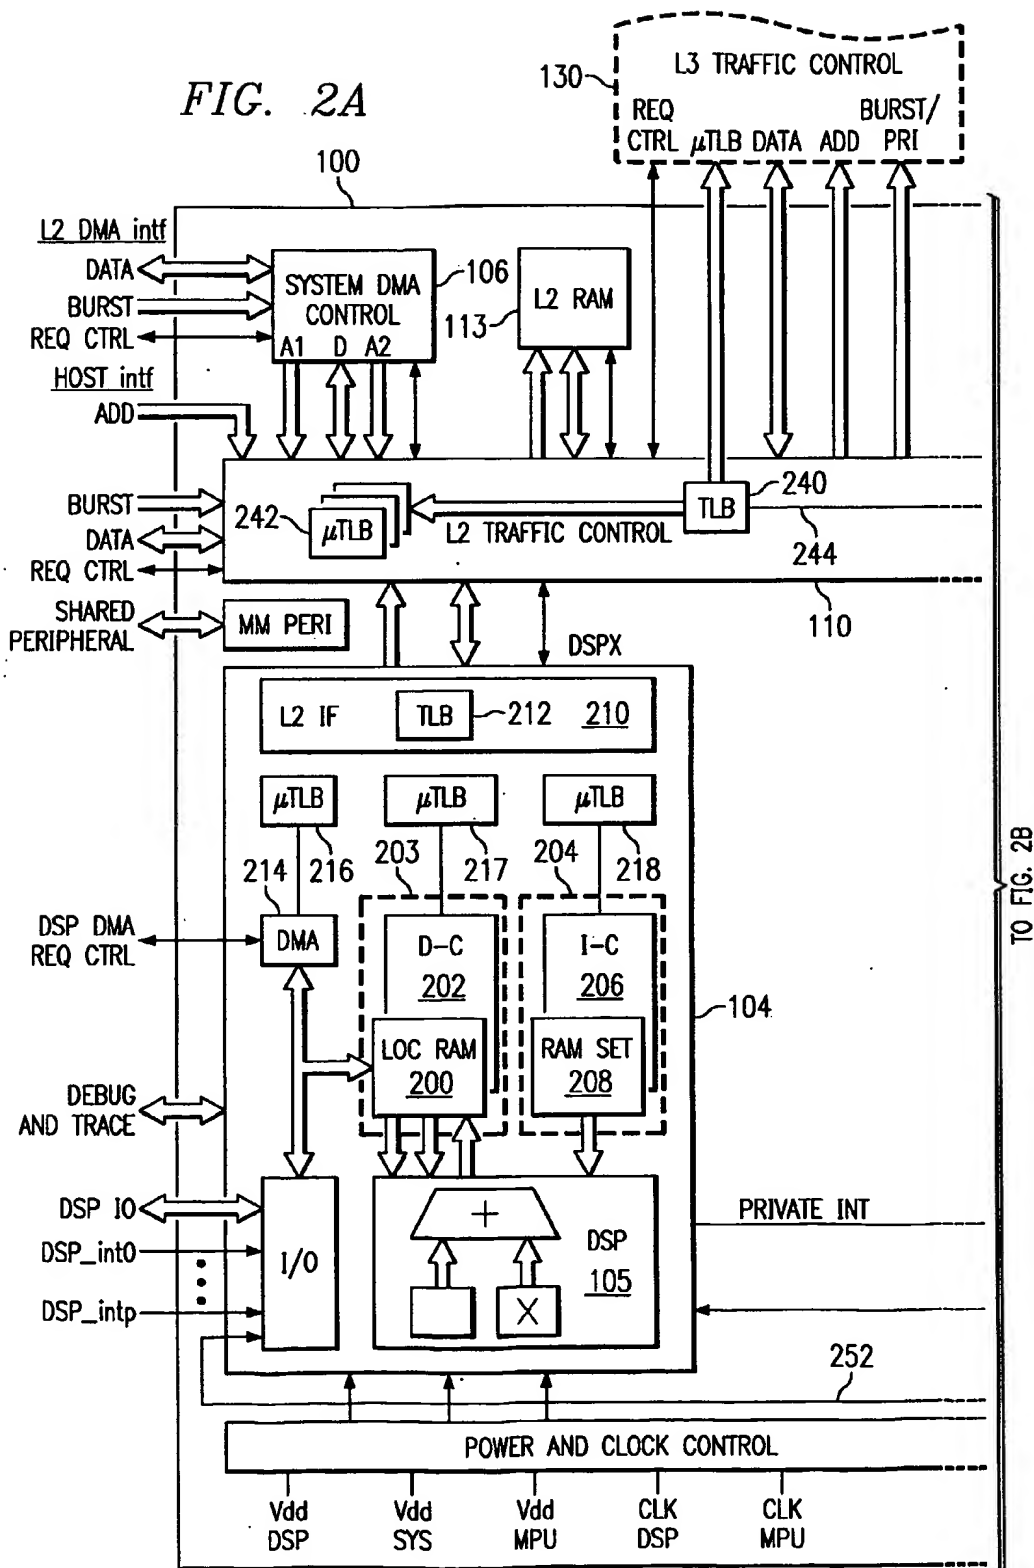 FIG. 2A
130
L3 TRAFFIC CONTROL
REQ
CTRL
μTLB
DATA
ADD
BURST/
PRI
100
L2 DMA intf
DATA
BURST
REQ CTRL
HOST intf
ADD
SYSTEM DMA
CONTROL
A1 D A2
106
113
L2 RAM
BURST
DATA
REQ CTRL
242
μTLB
L2 TRAFFIC CONTROL
TLB
240
244
110
SHARED
PERIPHERAL
MM PERI
DSPX
L2 IF
TLB
212
210
μTLB
μTLB
μTLB
216
217
218
214
203
204
DSP DMA
REQ CTRL
DMA
D-C
202
I-C
206
104
LOC RAM
200
RAM SET
208
DEBUG
AND TRACE
DSP IO
DSP_int0
DSP_intp
I/O
+
X
DSP
105
PRIVATE INT
252
POWER AND CLOCK CONTROL
Vdd
DSP
Vdd
SYS
Vdd
MPU
CLK
DSP
CLK
MPU
TO FIG. 2B